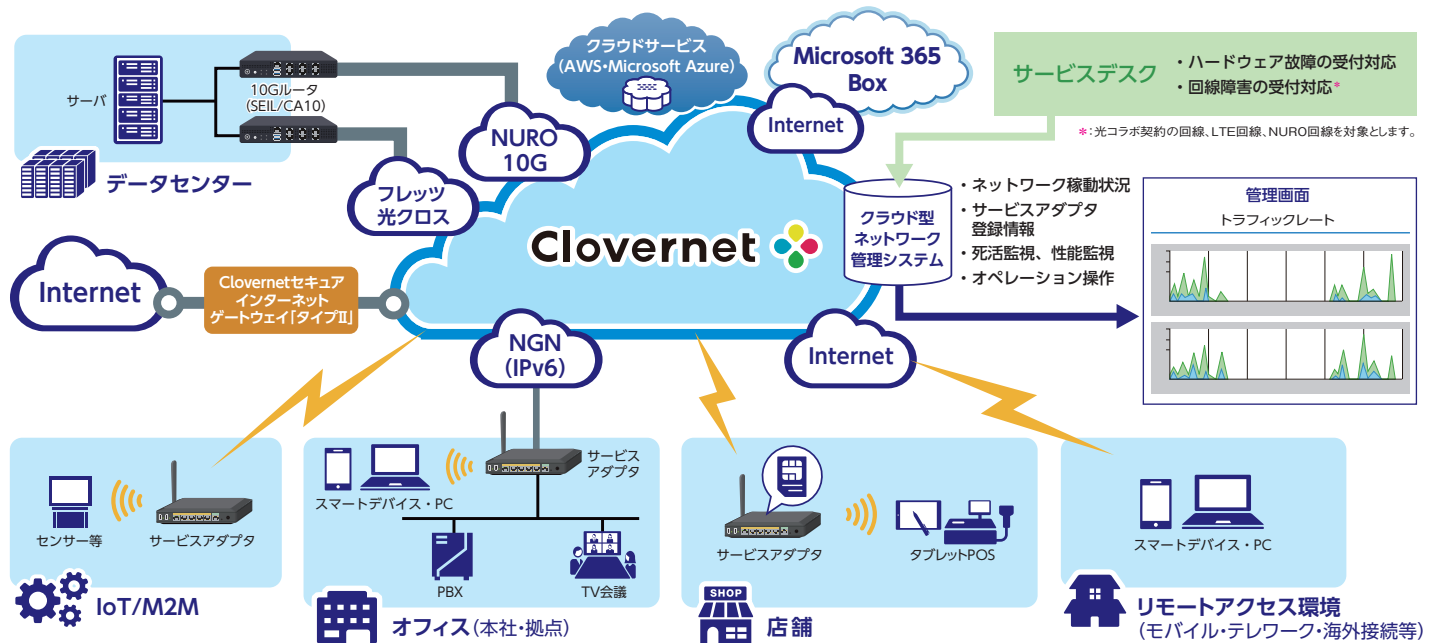 サーバ
10Gルータ
(SEIL/CA10)
データセンター
NURO
10G
フレッツ
光クロス
クラウドサービス
(AWS・Microsoft Azure)
Microsoft 365
Box
Internet
サービスデスク
・ハードウェア故障の受付対応
・回線障害の受付対応*
*:光コラボ契約の回線、LTE回線、NURO回線を対象とします。
Internet
Clovernetセキュア
インターネット
ゲートウェイ「タイプⅡ」
Clovernet
クラウド型
ネットワーク
管理システム
・ネットワーク稼動状況
・サービスアダプタ
登録情報
・死活監視、性能監視
・オペレーション操作
管理画面
トラフィックレート
NGN
(IPv6)
Internet
センサー等
サービスアダプタ
IoT/M2M
スマートデバイス・PC
サービス
アダプタ
PBX
TV会議
オフィス(本社・拠点)
サービスアダプタ
タブレットPOS
SHOP
店舗
スマートデバイス・PC
リモートアクセス環境
(モバイル・テレワーク・海外接続等)